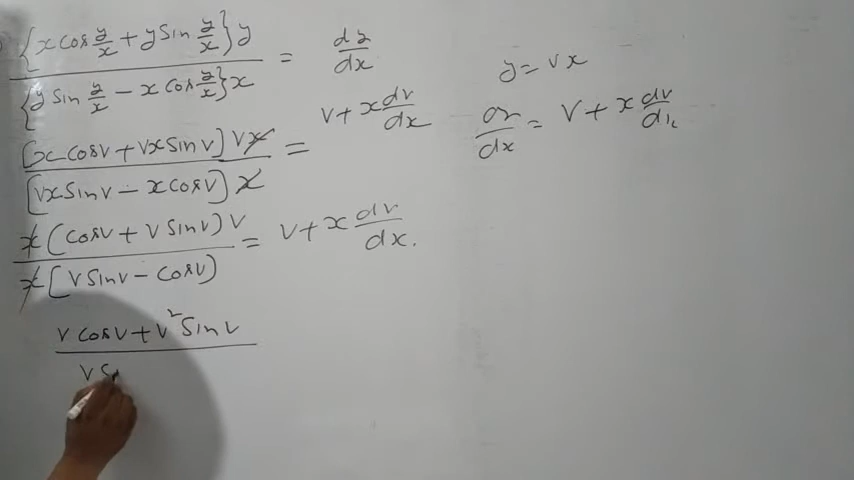 {x cos y/x + y sin y/x} y / {y sin y/x - x cos y/x} x = dy/dx
y = vx
[x cos v + vx sin v] vx / [vx sin v - x cos v) x = v + x dv/dx
dy/dx = v + x dv/dx
x (cos v + v sin v) v / x [v sin v - cos v) = v + x dv/dx.
v cos v + v² sin v
v s